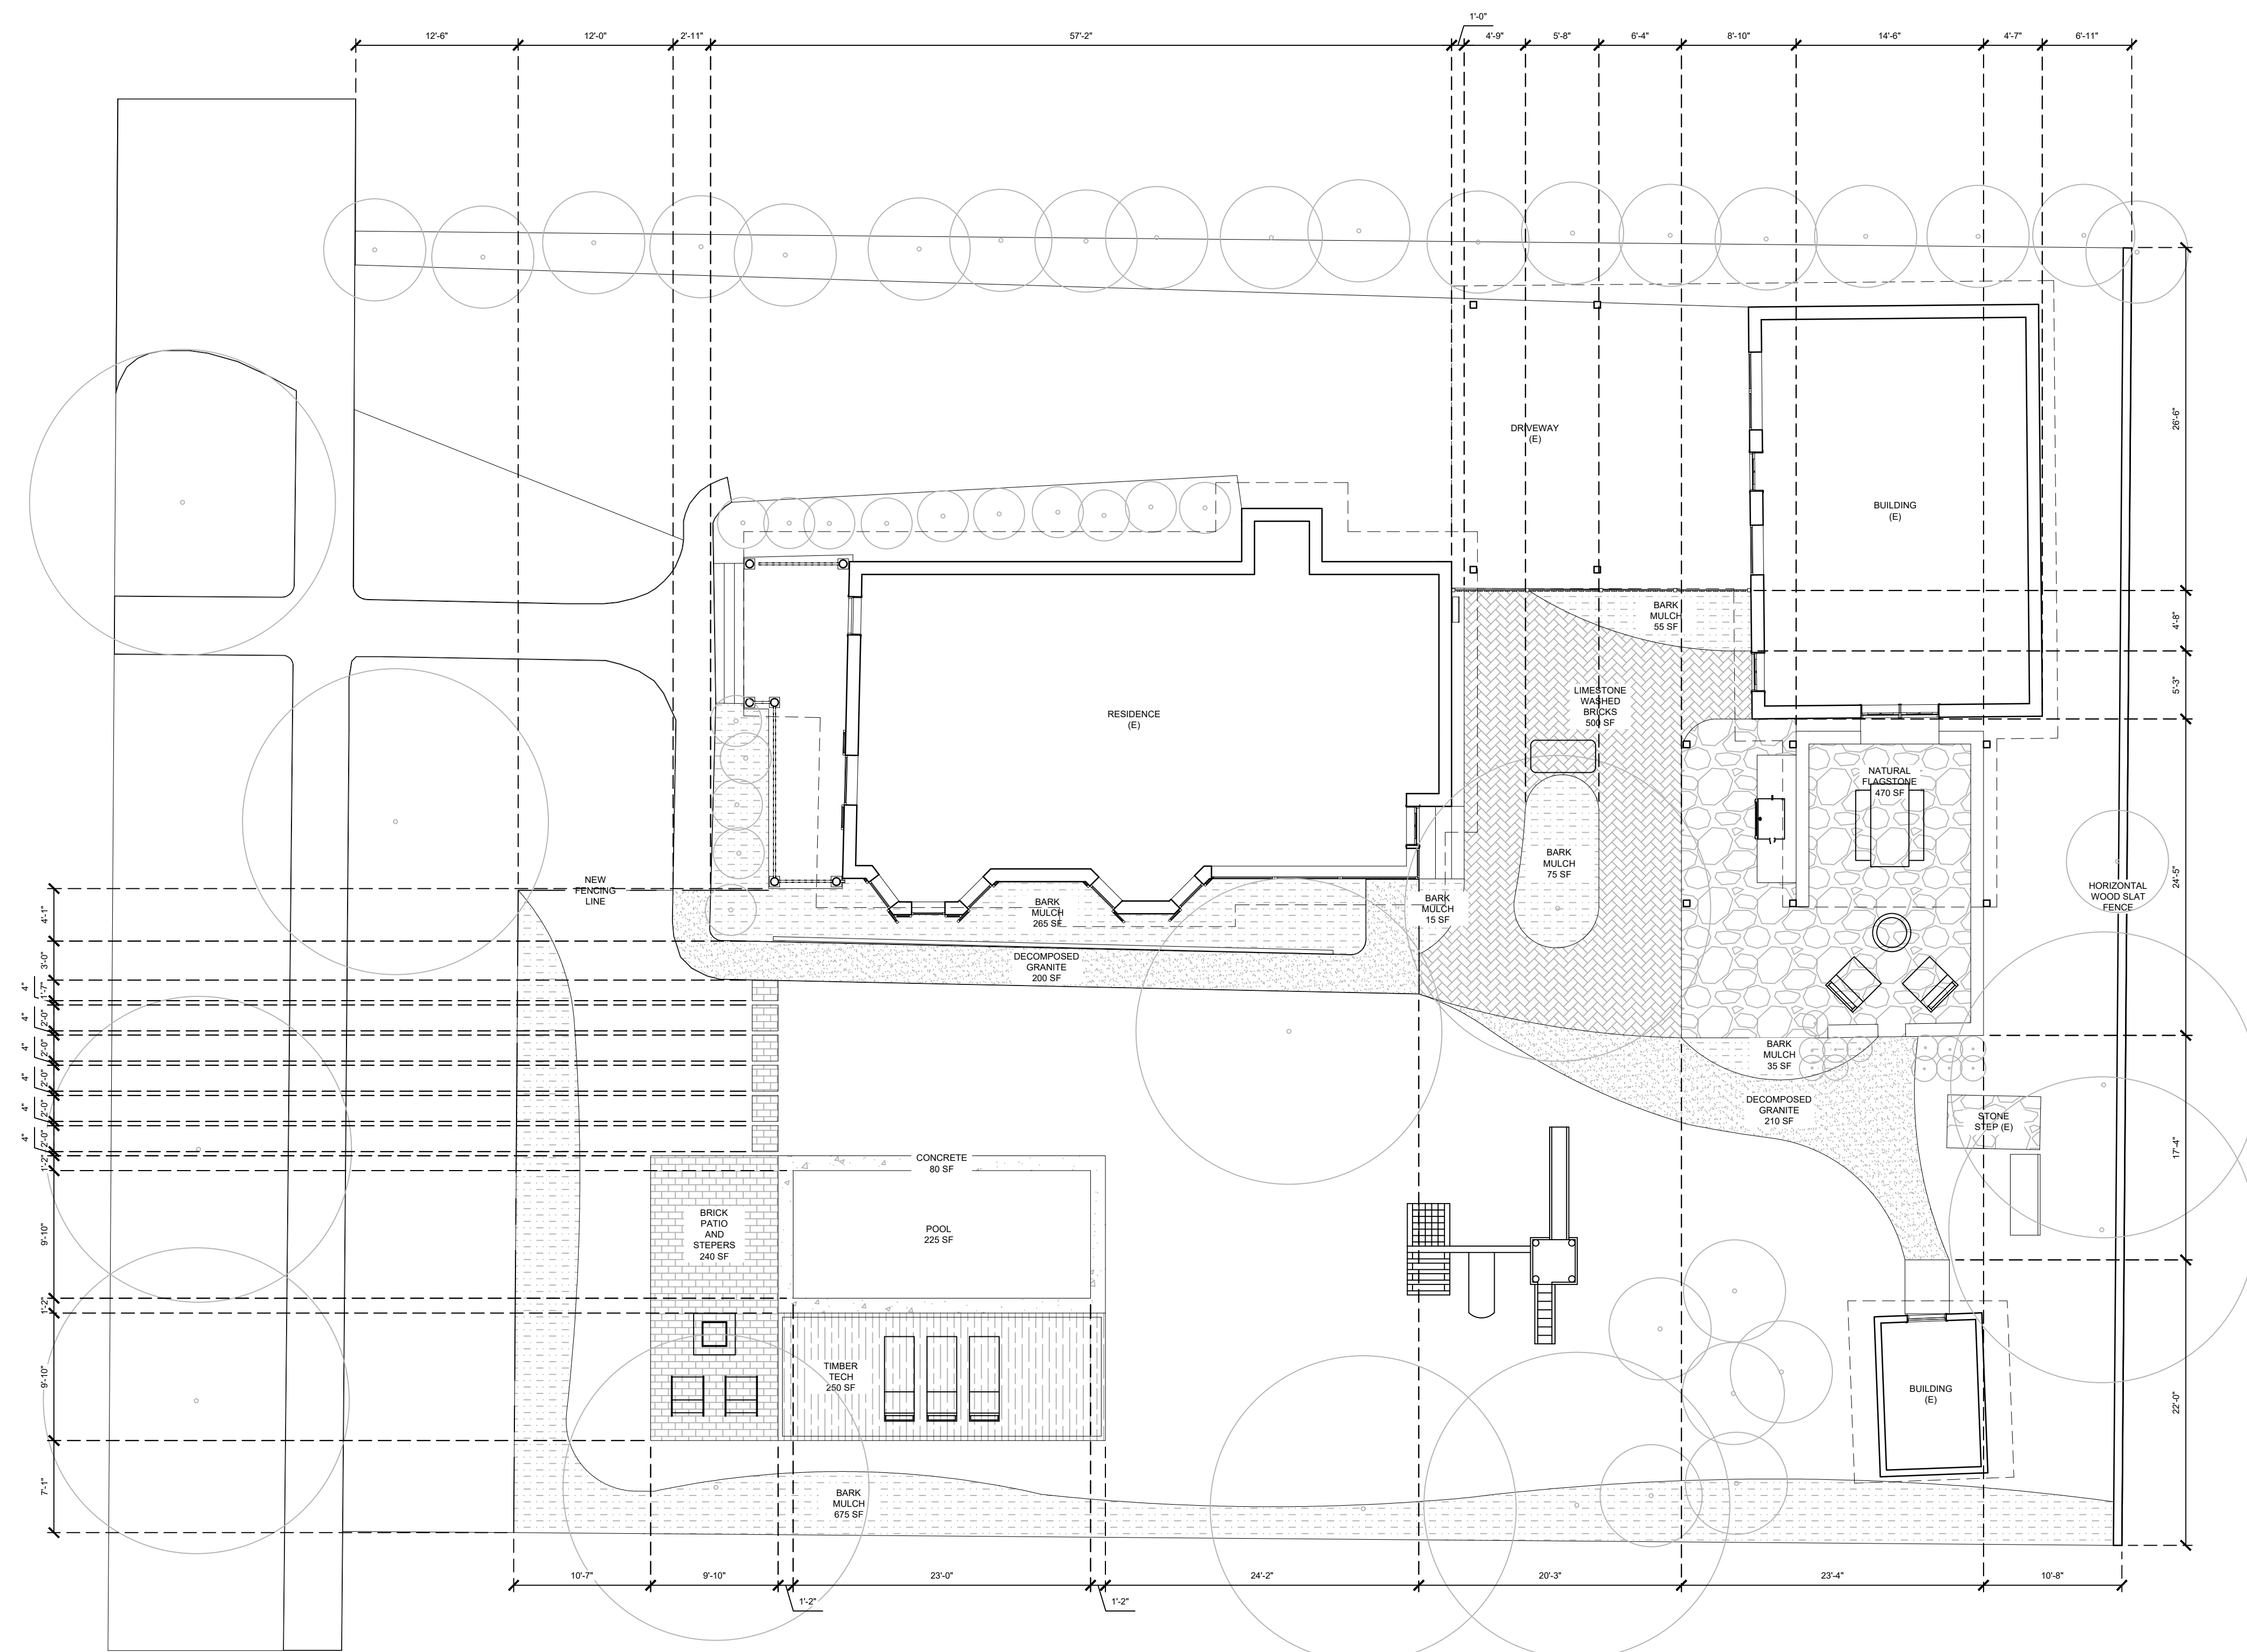 1'-0"
12'-6"
12'-0"
2'-11"
57'-2"
4'-9"
5'-8"
6'-4"
8'-10"
14'-6"
4'-7"
6'-11"
26'-6"
DRIVEWAY
(E)
BUILDING
(E)
BARK
MULCH
55 SF
4'-8"
5'-3"
LIMESTONE
WASHED
BRICKS
500 SF
RESIDENCE
(E)
NATURAL
FLAGSTONE
470 SF
BARK
MULCH
75 SF
24'-5"
NEW
FENCING
LINE
HORIZONTAL
WOOD SLAT
FENCE
BARK
MULCH
265 SF
BARK
MULCH
15 SF
4'-1"
3'-0"
DECOMPOSED
GRANITE
200 SF
4"
1'-7"
4"
2'-0"
4"
2'-0"
4"
2'-0"
4"
2'-0"
4"
2'-0"
BARK
MULCH
35 SF
DECOMPOSED
GRANITE
210 SF
STONE
STEP (E)
17'-4"
1'-2"
CONCRETE
80 SF
9'-10"
BRICK
PATIO
AND
STEPERS
240 SF
POOL
225 SF
1'-2"
9'-10"
TIMBER
TECH
250 SF
BUILDING
(E)
22'-0"
7'-1"
BARK
MULCH
675 SF
10'-7"
9'-10"
23'-0"
24'-2"
20'-3"
23'-4"
10'-8"
1'-2"
1'-2"